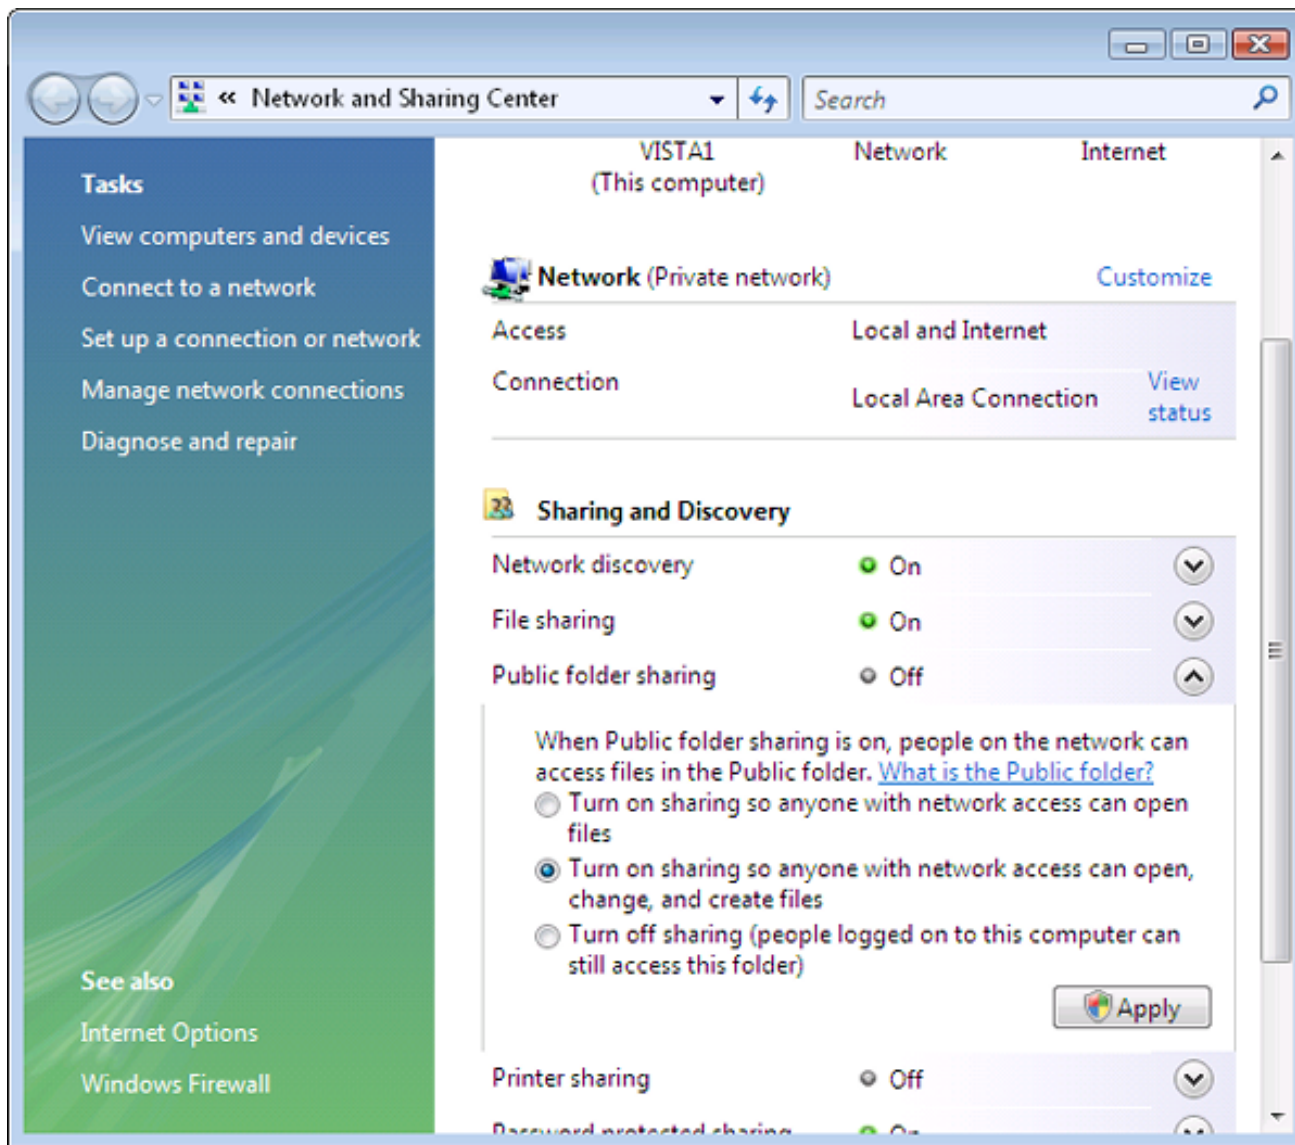 « Network and Sharing Center
Search
Tasks
View computers and devices
Connect to a network
Set up a connection or network
Manage network connections
Diagnose and repair
See also
Internet Options
Windows Firewall
VISTA1
(This computer)
Network
Internet
Network (Private network)
Customize
Access
Local and Internet
Connection
Local Area Connection
View
status
Sharing and Discovery
Network discovery
On
File sharing
On
Public folder sharing
Off
When Public folder sharing is on, people on the network can
access files in the Public folder. What is the Public folder?
Turn on sharing so anyone with network access can open
files
Turn on sharing so anyone with network access can open,
change, and create files
Turn off sharing (people logged on to this computer can
still access this folder)
Apply
Printer sharing
Off
Password protected sharing
On